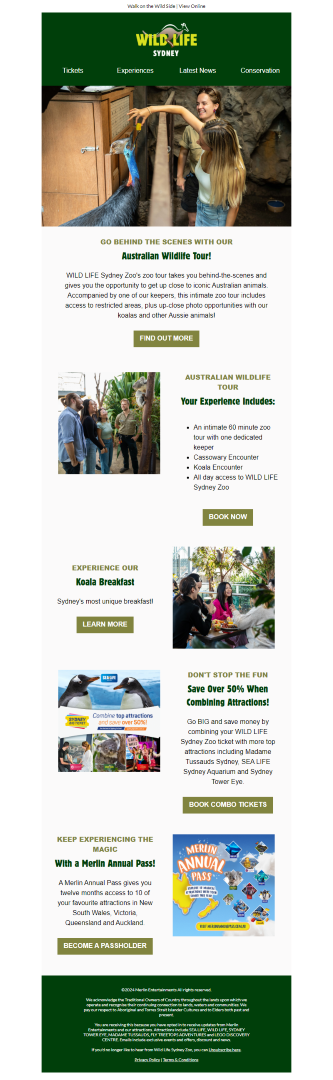 Walk on the Wild Side | View Online
WILD LIFE
SYDNEY
Tickets
Experiences
Latest News
Conservation
GO BEHIND THE SCENES WITH OUR
Australian Wildlife Tour!
WILD LIFE Sydney Zoo's zoo tour takes you behind-the-scenes and
gives you the opportunity to get up close to iconic Australian animals.
Accompanied by one of our keepers, this intimate zoo tour includes
access to restricted areas, plus up-close photo opportunities with our
koalas and other Aussie animals!
FIND OUT MORE
AUSTRALIAN WILDLIFE
TOUR
Your Experience Includes:
• An intimate 60 minute zoo
tour with one dedicated
keeper
• Cassowary Encounter
• Koala Encounter
• All day access to WILD LIFE
Sydney Zoo
BOOK NOW
EXPERIENCE OUR
Koala Breakfast
Sydney's most unique breakfast!
LEARN MORE
Combine top attractions
and save over 50%!
DON'T STOP THE FUN
Save Over 50% When
Combining Attractions!
Go BIG and save money by
combining your WILD LIFE
Sydney Zoo ticket with more top
attractions including Madame
Tussauds Sydney, SEA LIFE
Sydney Aquarium and Sydney
Tower Eye.
BOOK COMBO TICKETS
KEEP EXPERIENCING THE
MAGIC
With a Merlin Annual Pass!
A Merlin Annual Pass gives you
twelve months access to 10 of
your favourite attractions in New
South Wales, Victoria,
Queensland and Auckland.
BECOME A PASSHOLDER
MERLIN
ANNUAL
PASS
©2024 Merlin Entertainments All rights reserved.
We acknowledge the Traditional Owners of Country throughout the lands upon which we
operate and recognise their continuing connection to lands, waters and communities. We
pay our respect to Aboriginal and Torres Strait Islander Cultures and to Elders both past and
present.
You are receiving this because you have opted in to receive updates from Merlin
Entertainments and our attractions. Attractions include SEA LIFE, WILD LIFE, SYDNEY
TOWER EYE, MADAME TUSSAUDS, ILLY TREETOPS ADVENTURES and LEGO DISCOVERY
CENTRE. Emails include exclusive events and offers, discount and news.
If you'd no longer like to hear from Wild Life Sydney Zoo, you can Unsubscribe here.
Privacy Policy | Terms & Conditions